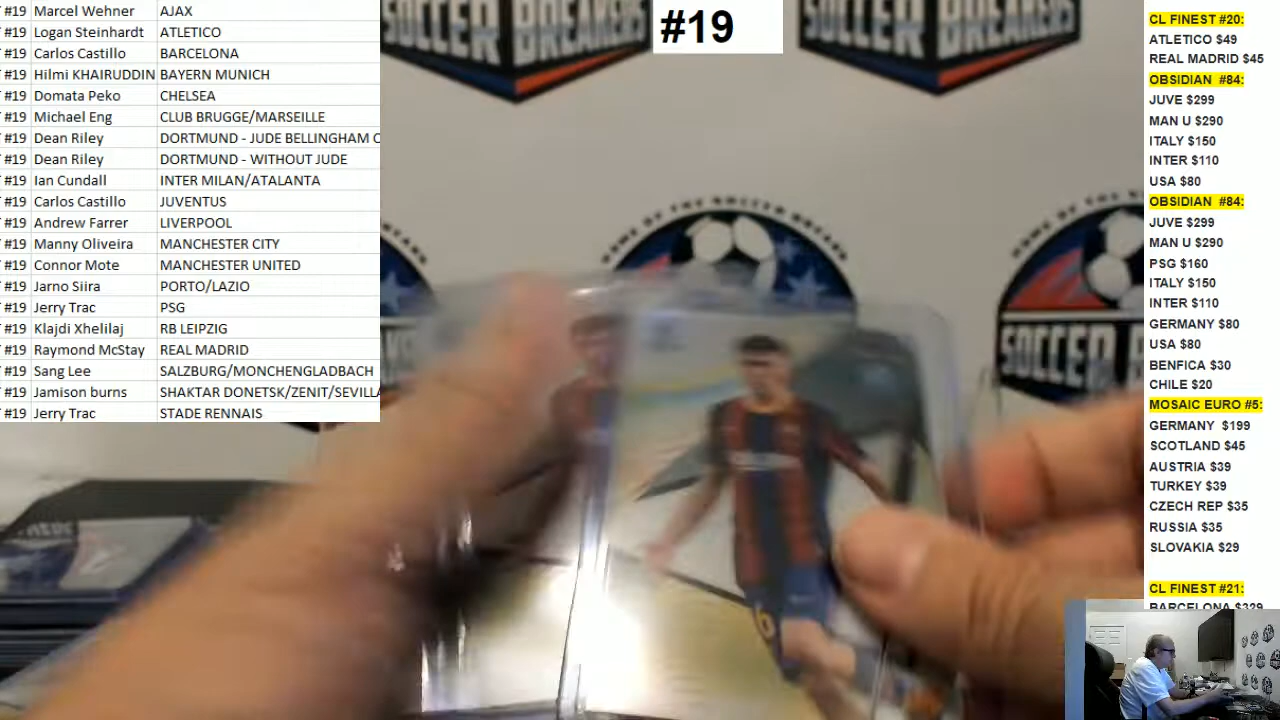 #19 Marcel Wehner AJAX
#19 Logan Steinhardt ATLETICO
#19 Carlos Castillo BARCELONA
#19 Hilmi KHAIRUDDIN BAYERN MUNICH
#19 Domata Peko CHELSEA
#19 Michael Eng CLUB BRUGGE/MARSEILLE
#19 Dean Riley DORTMUND - JUDE BELLINGHAM
#19 Dean Riley DORTMUND - WITHOUT JUDE
#19 Ian Cundall INTER MILAN/ATALANTA
#19 Carlos Castillo JUVENTUS
#19 Andrew Farrer LIVERPOOL
#19 Manny Oliveira MANCHESTER CITY
#19 Connor Mote MANCHESTER UNITED
#19 Jarno Siira PORTO/LAZIO
#19 Jerry Trac PSG
#19 Klajdi Xhelilaj RB LEIPZIG
#19 Raymond McStay REAL MADRID
#19 Sang Lee SALZBURG/MONCHENGLADBACH
#19 Jamison burns SHAKTAR DONETSK/ZENIT/SEVILLA
#19 Jerry Trac STADE RENNAIS
SOCCER BREAKERS
#19
SOCCER BREAKERS
HOME OF THE SOCCER BREAKERS
SOCCER
CL FINEST #20:
ATLETICO $49
REAL MADRID $45
OBSIDIAN #84:
JUVE $299
MAN U $290
ITALY $150
INTER $110
USA $80
OBSIDIAN #84:
JUVE $299
MAN U $290
PSG $160
ITALY $150
INTER $110
GERMANY $80
USA $80
BENFICA $30
CHILE $20
MOSAIC EURO #5:
GERMANY $199
SCOTLAND $45
AUSTRIA $39
TURKEY $39
CZECH REP $35
RUSSIA $35
SLOVAKIA $29
CL FINEST #21:
BARCELONA $329